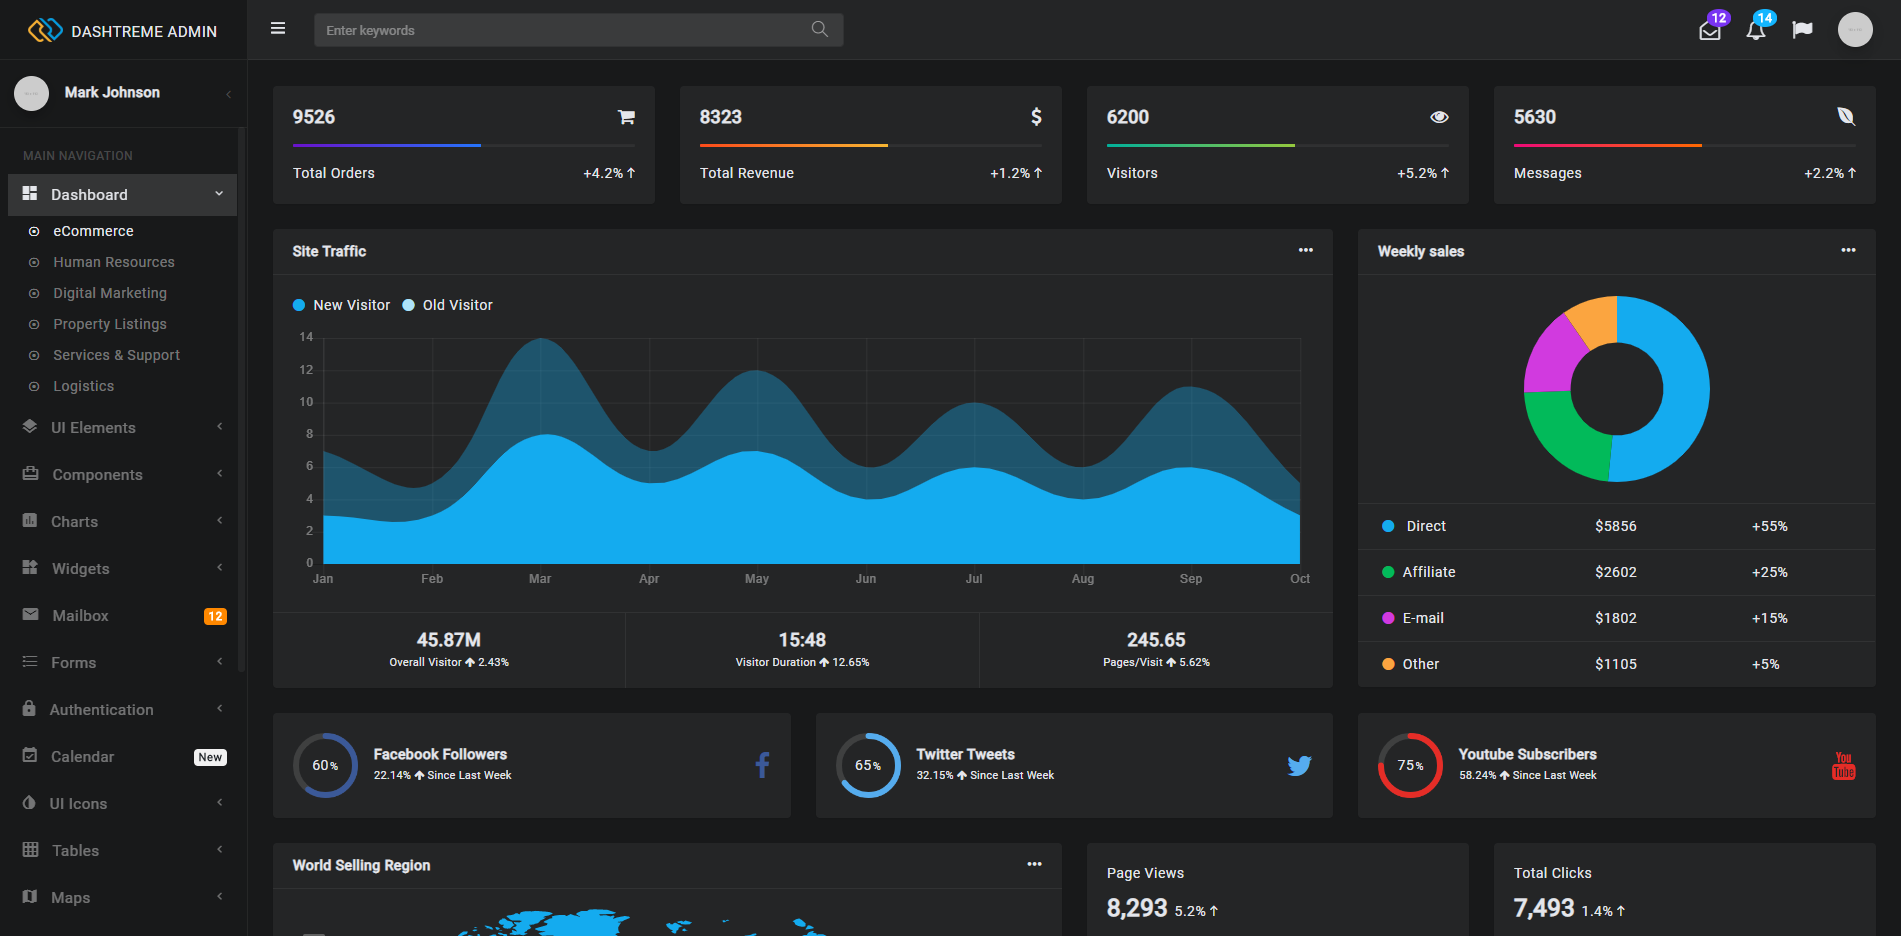 DASHTREME ADMIN
Enter keywords
12
14
Mark Johnson
MAIN NAVIGATION
Dashboard
eCommerce
Human Resources
Digital Marketing
Property Listings
Services & Support
Logistics
UI Elements
Components
Charts
Widgets
Mailbox 12
Forms
Authentication
Calendar New
UI Icons
Tables
Maps
9526
Total Orders +4.2%
8323
$
Total Revenue +1.2%
6200
Visitors +5.2%
5630
Messages +2.2%
Site Traffic
New Visitor Old Visitor
14
12
10
8
6
4
2
0
Jan Feb Mar Apr May Jun Jul Aug Sep Oct
45.87M
Overall Visitor 2.43%
15:48
Visitor Duration 12.65%
245.65
Pages/Visit 5.62%
Weekly sales
Direct $5856 +55%
Affiliate $2602 +25%
E-mail $1802 +15%
Other $1105 +5%
60%
Facebook Followers
22.14% Since Last Week
65%
Twitter Tweets
32.15% Since Last Week
75%
Youtube Subscribers
58.24% Since Last Week
You
Tube
World Selling Region
Page Views
8,293 5.2%
Total Clicks
7,493 1.4%